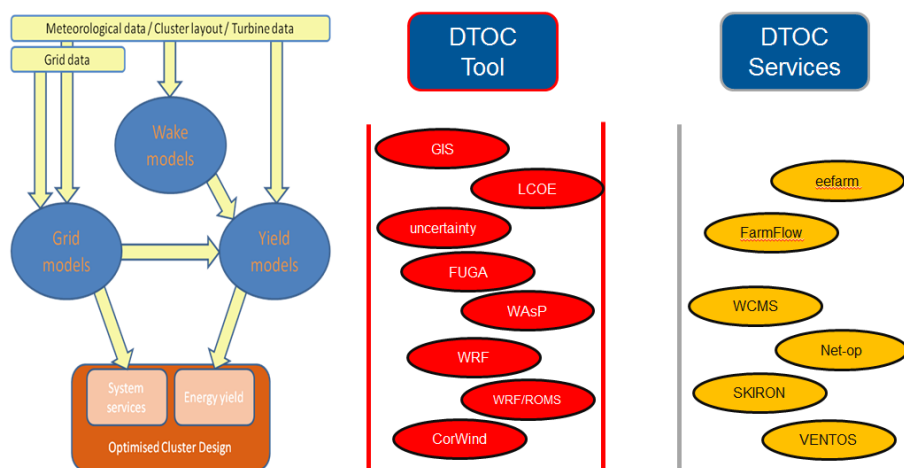 Meteorological data / Cluster layout / Turbine data
Grid data
Wake
models
Grid
models
Yield
models
System
services
Energy yield
Optimised Cluster Design
DTOC
Tool
GIS
LCOE
uncertainty
FUGA
WAsP
WRF
WRF/ROMS
CorWind
DTOC
Services
eefarm
FarmFlow
WCMS
Net-op
SKIRON
VENTOS